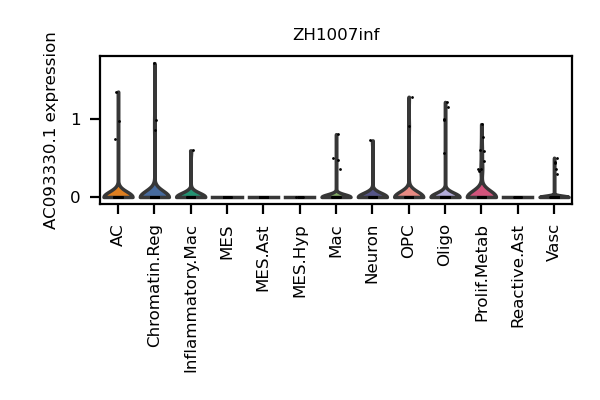 ZH1007inf
AC093330.1 expression
1
0
AC
Chromatin.Reg
Inflammatory.Mac
MES
MES.Ast
MES.Hyp
Mac
Neuron
OPC
Oligo
Prolif.Metab
Reactive.Ast
Vasc